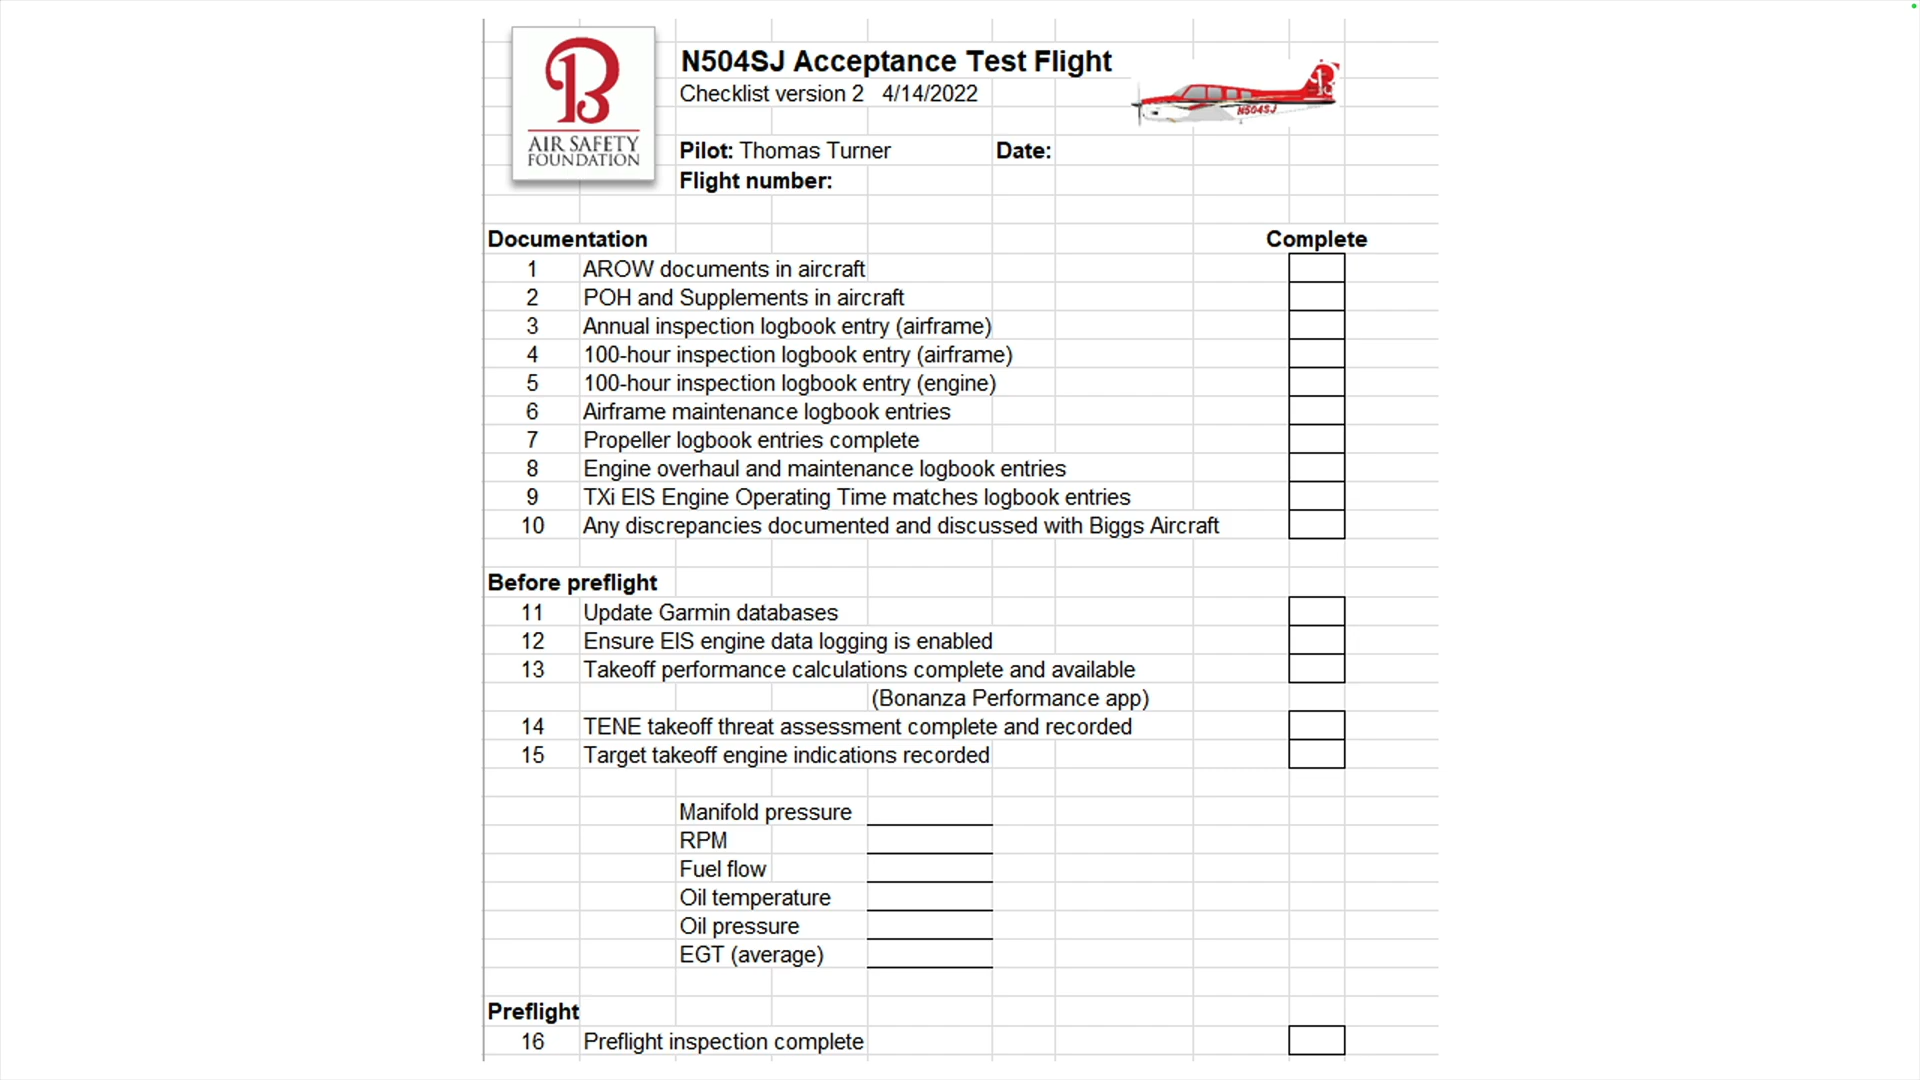 B
AIR SAFETY
FOUNDATION
N504SJ Acceptance Test Flight
Checklist version 2 4/14/2022
N504SJ
Pilot: Thomas Turner Date:
Flight number:
Documentation Complete
1 AROW documents in aircraft
2 POH and Supplements in aircraft
3 Annual inspection logbook entry (airframe)
4 100-hour inspection logbook entry (airframe)
5 100-hour inspection logbook entry (engine)
6 Airframe maintenance logbook entries
7 Propeller logbook entries complete
8 Engine overhaul and maintenance logbook entries
9 TXi EIS Engine Operating Time matches logbook entries
10 Any discrepancies documented and discussed with Biggs Aircraft
Before preflight
11 Update Garmin databases
12 Ensure EIS engine data logging is enabled
13 Takeoff performance calculations complete and available
(Bonanza Performance app)
14 TENE takeoff threat assessment complete and recorded
15 Target takeoff engine indications recorded
Manifold pressure
RPM
Fuel flow
Oil temperature
Oil pressure
EGT (average)
Preflight
16 Preflight inspection complete